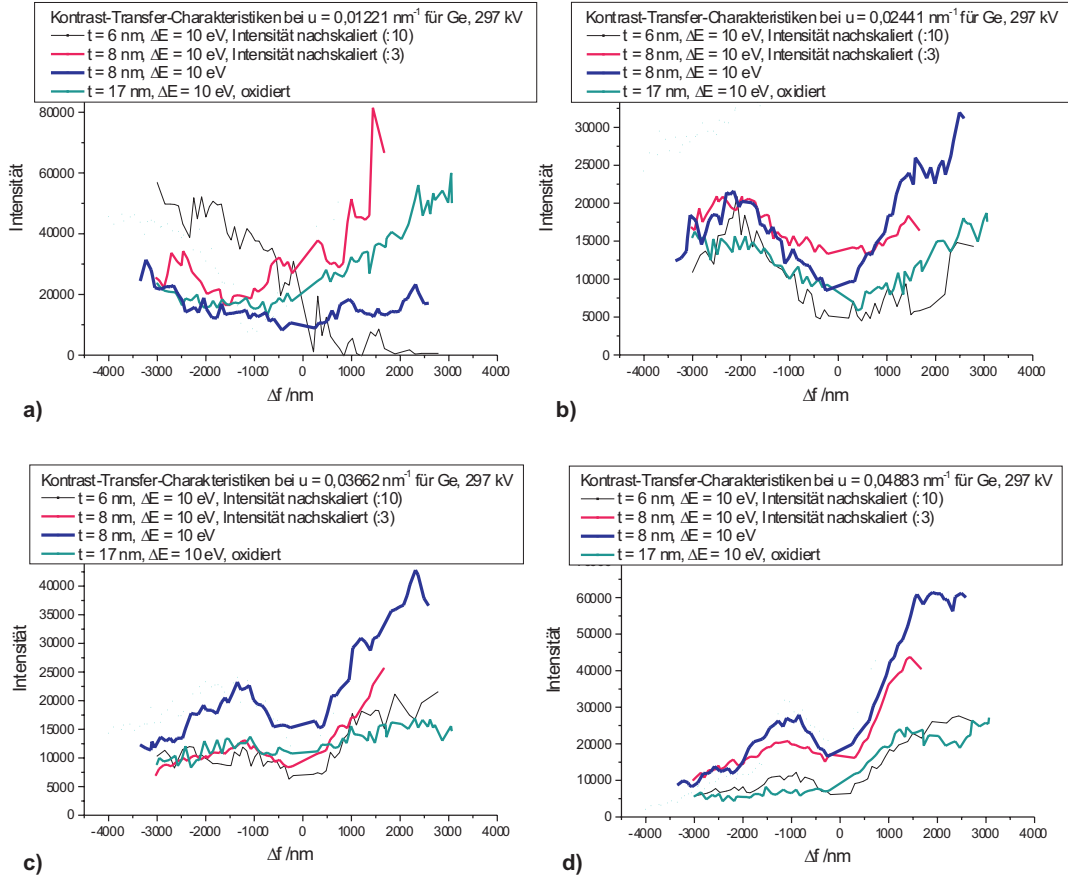 Kontrast-Transfer-Charakteristiken bei u = 0,01221 nm⁻¹ für Ge, 297 kV
t = 6 nm, ΔE = 10 eV, Intensität nachskaliert (:10)
t = 8 nm, ΔE = 10 eV, Intensität nachskaliert (:3)
t = 8 nm, ΔE = 10 eV
t = 17 nm, ΔE = 10 eV, oxidiert
80000
60000
40000
20000
0
Intensität
-4000 -3000 -2000 -1000 0 1000 2000 3000 4000
Δf /nm
a)
Kontrast-Transfer-Charakteristiken bei u = 0,02441 nm⁻¹ für Ge, 297 kV
t = 6 nm, ΔE = 10 eV, Intensität nachskaliert (:10)
t = 8 nm, ΔE = 10 eV, Intensität nachskaliert (:3)
t = 8 nm, ΔE = 10 eV
t = 17 nm, ΔE = 10 eV, oxidiert
30000
25000
20000
15000
10000
5000
0
Intensität
-4000 -3000 -2000 -1000 0 1000 2000 3000 4000
Δf /nm
b)
Kontrast-Transfer-Charakteristiken bei u = 0,03662 nm⁻¹ für Ge, 297 kV
t = 6 nm, ΔE = 10 eV, Intensität nachskaliert (:10)
t = 8 nm, ΔE = 10 eV, Intensität nachskaliert (:3)
t = 8 nm, ΔE = 10 eV
t = 17 nm, ΔE = 10 eV, oxidiert
40000
35000
30000
25000
20000
15000
10000
5000
0
Intensität
-4000 -3000 -2000 -1000 0 1000 2000 3000 4000
Δf /nm
c)
Kontrast-Transfer-Charakteristiken bei u = 0,04883 nm⁻¹ für Ge, 297 kV
t = 6 nm, ΔE = 10 eV, Intensität nachskaliert (:10)
t = 8 nm, ΔE = 10 eV, Intensität nachskaliert (:3)
t = 8 nm, ΔE = 10 eV
t = 17 nm, ΔE = 10 eV, oxidiert
60000
50000
40000
30000
20000
10000
0
Intensität
-4000 -3000 -2000 -1000 0 1000 2000 3000 4000
Δf /nm
d)